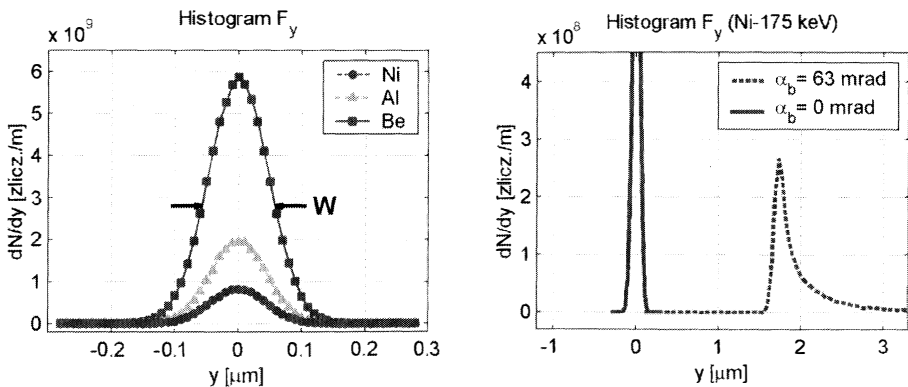 Histogram F_y
x 10^9
6
5
4
3
2
1
0
dN/dy [zlicz./m]
-0.2 -0.1 0 0.1 0.2 0.3
y [μm]
Ni
Al
Be
W
Histogram F_y (Ni-175 keV)
x 10^8
4
3
2
1
0
dN/dy [zlicz./m]
-1 0 1 2 3
y [μm]
α_b= 63 mrad
α_b= 0 mrad